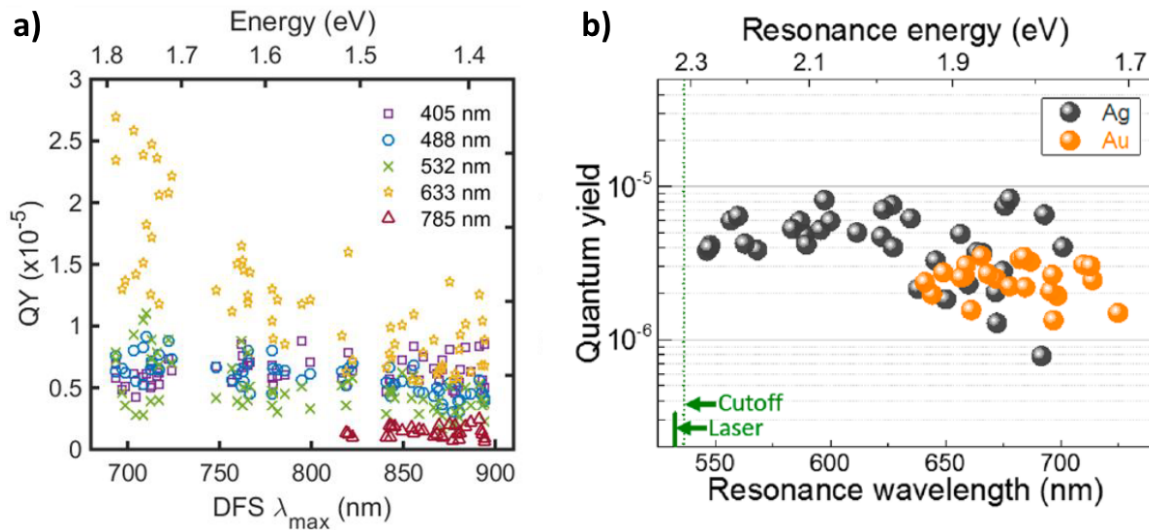 a)
Energy (eV)
1.8 1.7 1.6 1.5 1.4
3
2.5
2
1.5
1
0.5
0
QY (x10⁻⁵)
405 nm
488 nm
532 nm
633 nm
785 nm
700 750 800 850 900
DFS λmax (nm)
b)
Resonance energy (eV)
2.3 2.1 1.9 1.7
Ag
Au
10⁻⁵
10⁻⁶
Quantum yield
Cutoff
Laser
550 600 650 700
Resonance wavelength (nm)